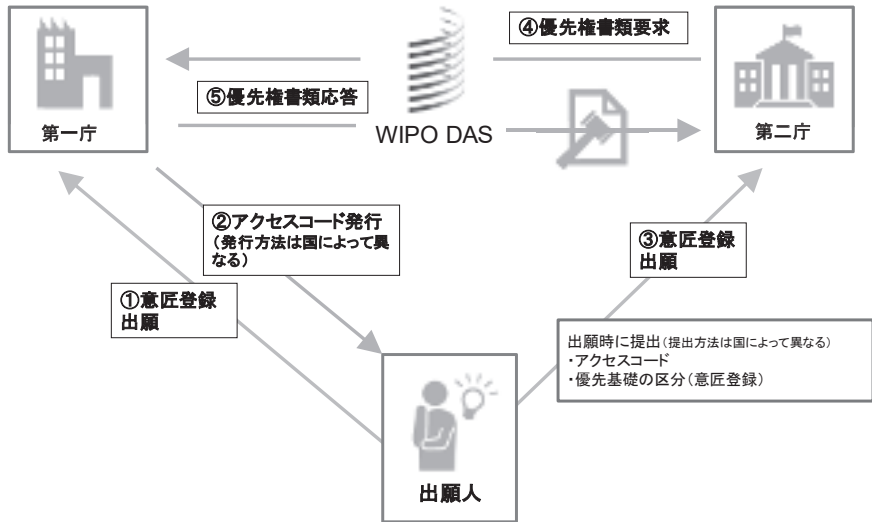 ④優先権書類要求
⑤優先権書類応答
第一庁
WIPO DAS
第二庁
②アクセスコード発行
(発行方法は国によって異
なる)
③意匠登録
出願
①意匠登録
出願
出願時に提出(提出方法は国によって異なる)
・アクセスコード
・優先基礎の区分(意匠登録)
出願人